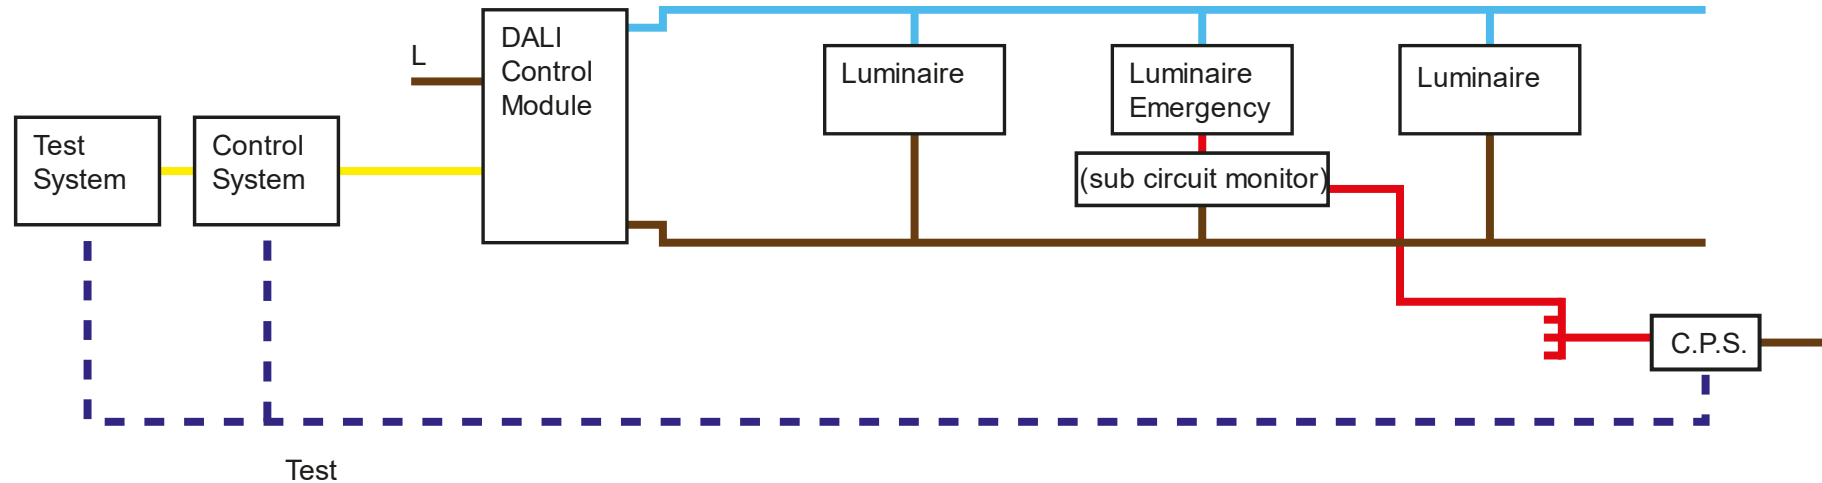 L
DALI
Control
Module
Luminaire
Luminaire
Emergency
Luminaire
Test
System
Control
System
(sub circuit monitor)
C.P.S.
Test